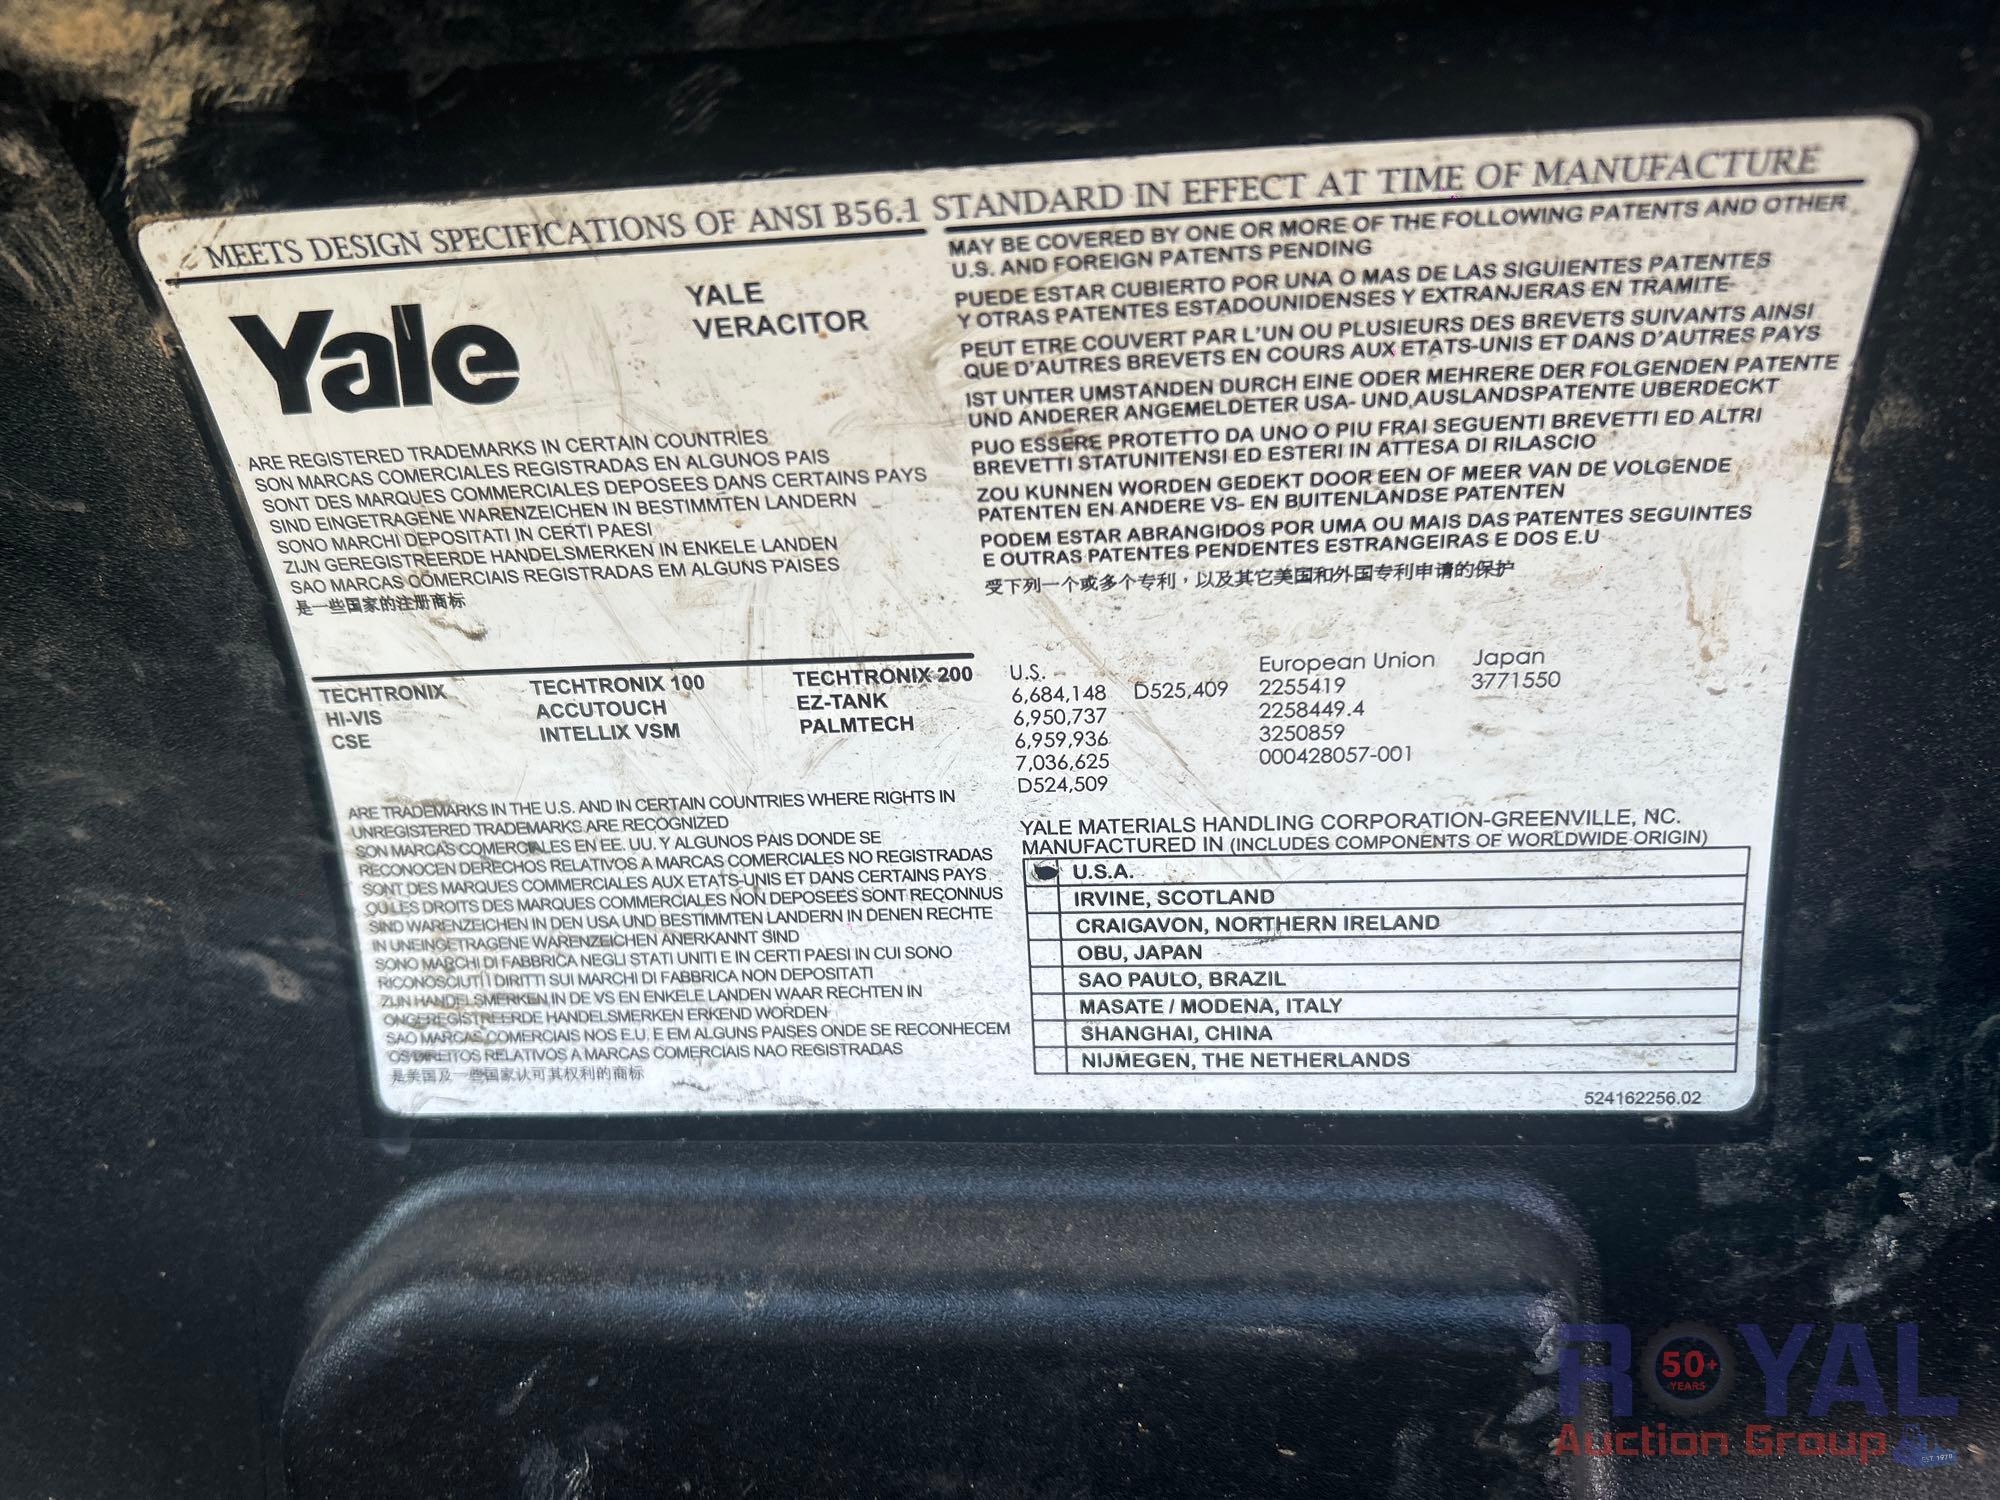 MEETS DESIGN SPECIFICATIONS OF ANSI B56.1 STANDARD IN EFFECT AT TIME OF MANUFACTURE
Yale
YALE
VERACITOR
ARE REGISTERED TRADEMARKS IN CERTAIN COUNTRIES
SON MARCAS COMERCIALES REGISTRADAS EN ALGUNOS PAIS
SONT DES MARQUES COMMERCIALES DEPOSEES DANS CERTAINS PAYS
SIND EINGETRAGENE WARENZEICHEN IN BESTIMMTEN LANDERN
SONO MARCHI DEPOSITATI IN CERTI PAESI
ZIJN GEREGISTREERDE HANDELSMERKEN IN ENKELE LANDEN
SAO MARCAS COMERCIAIS REGISTRADAS EM ALGUNS PAISES
是一些国家的注册商标
TECHTRONIX TECHTRONIX 100 TECHTRONIX 200
HI-VIS ACCUTOUCH EZ-TANK
CSE INTELLIX VSM PALMTECH
ARE TRADEMARKS IN THE U.S. AND IN CERTAIN COUNTRIES WHERE RIGHTS IN
UNREGISTERED TRADEMARKS ARE RECOGNIZED
SON MARCAS COMERCIALES EN EE. UU. Y ALGUNOS PAIS DONDE SE
RECONOCEN DERECHOS RELATIVOS A MARCAS COMERCIALES NO REGISTRADAS
SONT DES MARQUES COMMERCIALES AUX ETATS-UNIS ET DANS CERTAINS PAYS
OU LES DROITS DES MARQUES COMMERCIALES NON DEPOSEES SONT RECONNUS
SIND WARENZEICHEN IN DEN USA UND BESTIMMTEN LANDERN IN DENEN RECHTE
IN UNEINGETRAGENE WARENZEICHEN ANERKANNT SIND
SONO MARCHI DI FABBRICA NEGLI STATI UNITI E IN CERTI PAESI IN CUI SONO
RICONOSCIUTI I DIRITTI SUI MARCHI DI FABBRICA NON DEPOSITATI
ZIJN HANDELSMERKEN IN DE VS EN ENKELE LANDEN WAAR RECHTEN IN
ONGEREGISTREERDE HANDELSMERKEN ERKEND WORDEN
SAO MARCAS COMERCIAIS NOS E.U. E EM ALGUNS PAISES ONDE SE RECONHECEM
OS DIREITOS RELATIVOS A MARCAS COMERCIAIS NAO REGISTRADAS
是美国及一些国家认可其权利的商标
MAY BE COVERED BY ONE OR MORE OF THE FOLLOWING PATENTS AND OTHER
U.S. AND FOREIGN PATENTS PENDING
PUEDE ESTAR CUBIERTO POR UNA O MAS DE LAS SIGUIENTES PATENTES
Y OTRAS PATENTES ESTADOUNIDENSES Y EXTRANJERAS EN TRAMITE
PEUT ETRE COUVERT PAR L'UN OU PLUSIEURS DES BREVETS SUIVANTS AINSI
QUE D'AUTRES BREVETS EN COURS AUX ETATS-UNIS ET DANS D'AUTRES PAYS
IST UNTER UMSTANDEN DURCH EINE ODER MEHRERE DER FOLGENDEN PATENTE
UND ANDERER ANGEMELDETER USA- UND AUSLANDSPATENTE UBERDECKT
PUO ESSERE PROTETTO DA UNO O PIU FRAI SEGUENTI BREVETTI ED ALTRI
BREVETTI STATUNITENSI ED ESTERI IN ATTESA DI RILASCIO
ZOU KUNNEN WORDEN GEDEKT DOOR EEN OF MEER VAN DE VOLGENDE
PATENTEN EN ANDERE VS- EN BUITENLANDSE PATENTEN
PODEM ESTAR ABRANGIDOS POR UMA OU MAIS DAS PATENTES SEGUINTES
E OUTRAS PATENTES PENDENTES ESTRANGEIRAS E DOS E.U
受下列一个或多个专利，以及其它美国和外国专利申请的保护
U.S. European Union Japan
6,684,148 D525,409 2255419 3771550
6,950,737 2258449.4
6,959,936 3250859
7,036,625 000428057-001
D524,509
YALE MATERIALS HANDLING CORPORATION-GREENVILLE, NC.
MANUFACTURED IN (INCLUDES COMPONENTS OF WORLDWIDE ORIGIN)
U.S.A.
IRVINE, SCOTLAND
CRAIGAVON, NORTHERN IRELAND
OBU, JAPAN
SAO PAULO, BRAZIL
MASATE / MODENA, ITALY
SHANGHAI, CHINA
NIJMEGEN, THE NETHERLANDS
524162256.02
ROYAL
50+
YEARS
Auction Group
EST. 1970